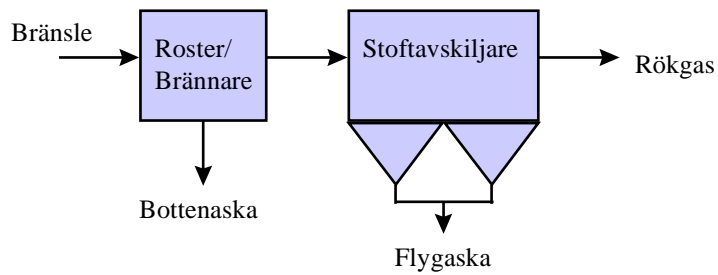 Bränsle
Roster/
Brännare
Stoftavskiljare
Rökgas
Bottenaska
Flygaska